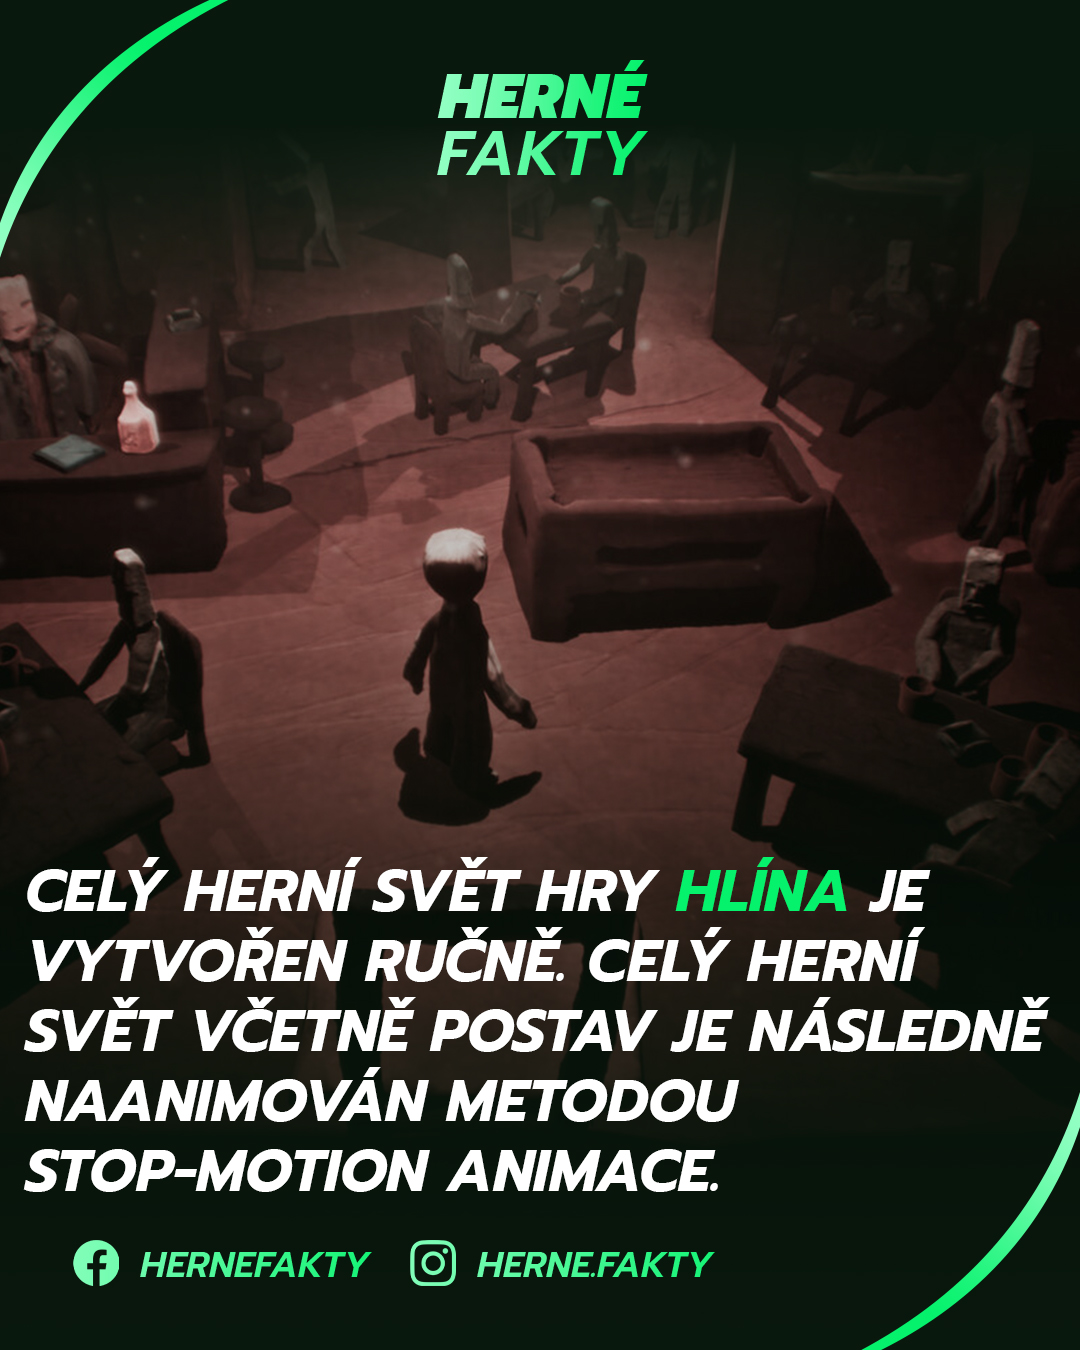 HERNÉ
FAKTY
CELÝ HERNÍ SVĚT HRY HLÍNA JE
VYTVOŘEN RUČNĚ. CELÝ HERNÍ
SVĚT VČETNĚ POSTAV JE NÁSLEDNĚ
NAANIMOVÁN METODOU
STOP-MOTION ANIMACE.
HERNEFAKTY HERNE.FAKTY